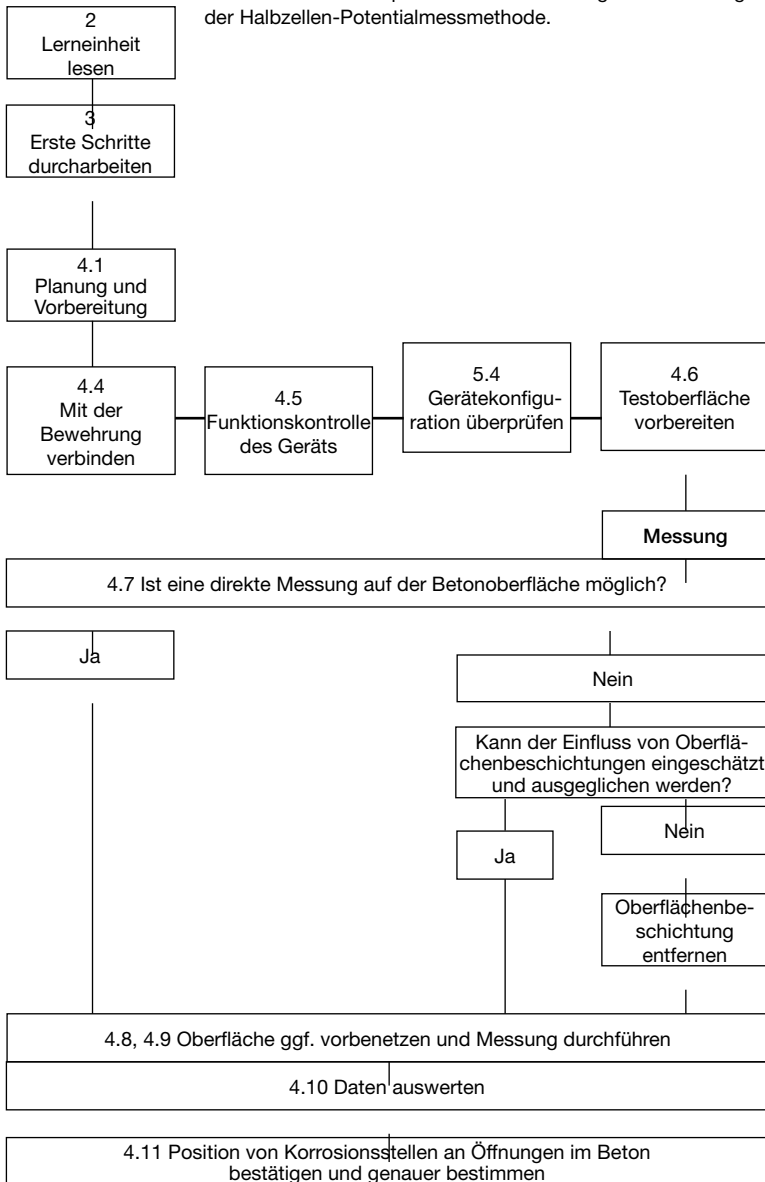 der Halbzellen-Potentialmessmethode.
2
Lerneinheit
lesen
3
Erste Schritte
durcharbeiten
4.1
Planung und
Vorbereitung
4.4
Mit der
Bewehrung
verbinden
4.5
Funktionskontrolle
des Geräts
5.4
Gerätekonfigu-
ration überprüfen
4.6
Testoberfläche
vorbereiten
Messung
4.7 Ist eine direkte Messung auf der Betonoberfläche möglich?
Ja
Nein
Kann der Einfluss von Oberflä-
chenbeschichtungen eingeschätzt
und ausgeglichen werden?
Ja
Nein
Oberflächenbe-
schichtung
entfernen
4.8, 4.9 Oberfläche ggf. vorbenetzen und Messung durchführen
4.10 Daten auswerten
4.11 Position von Korrosionsstellen an Öffnungen im Beton
bestätigen und genauer bestimmen